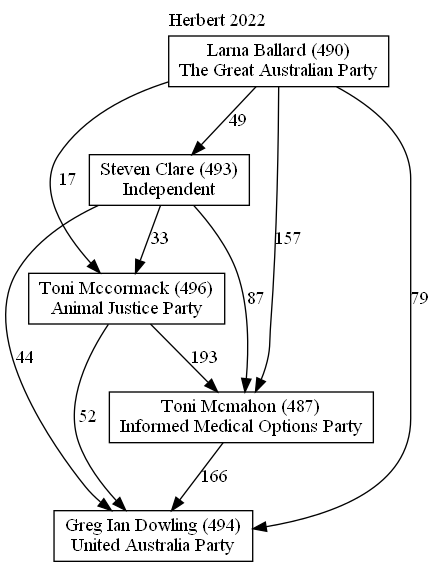 Herbert 2022
Larna Ballard (490)
The Great Australian Party
49
Steven Clare (493)
Independent
17
33
157
Toni Mccormack (496)
Animal Justice Party
87
79
44
193
Toni Mcmahon (487)
Informed Medical Options Party
52
166
Greg Ian Dowling (494)
United Australia Party